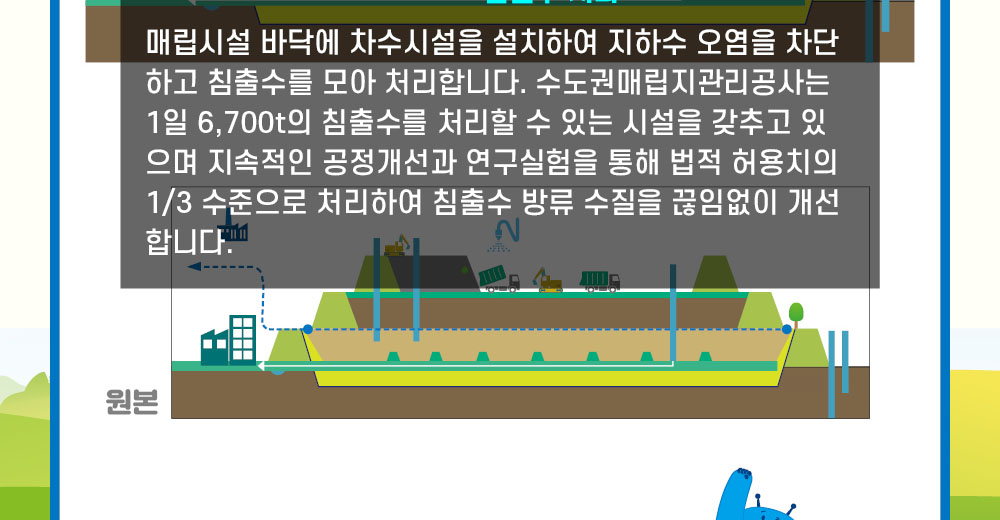 매립시설 바닥에 차수시설을 설치하여 지하수 오염을 차단
하고 침출수를 모아 처리합니다. 수도권매립지관리공사는
1일 6,700t의 침출수를 처리할 수 있는 시설을 갖추고 있
으며 지속적인 공정개선과 연구실험을 통해 법적 허용치의
1/3 수준으로 처리하여 침출수 방류 수질을 끊임없이 개선
합니다.
원본